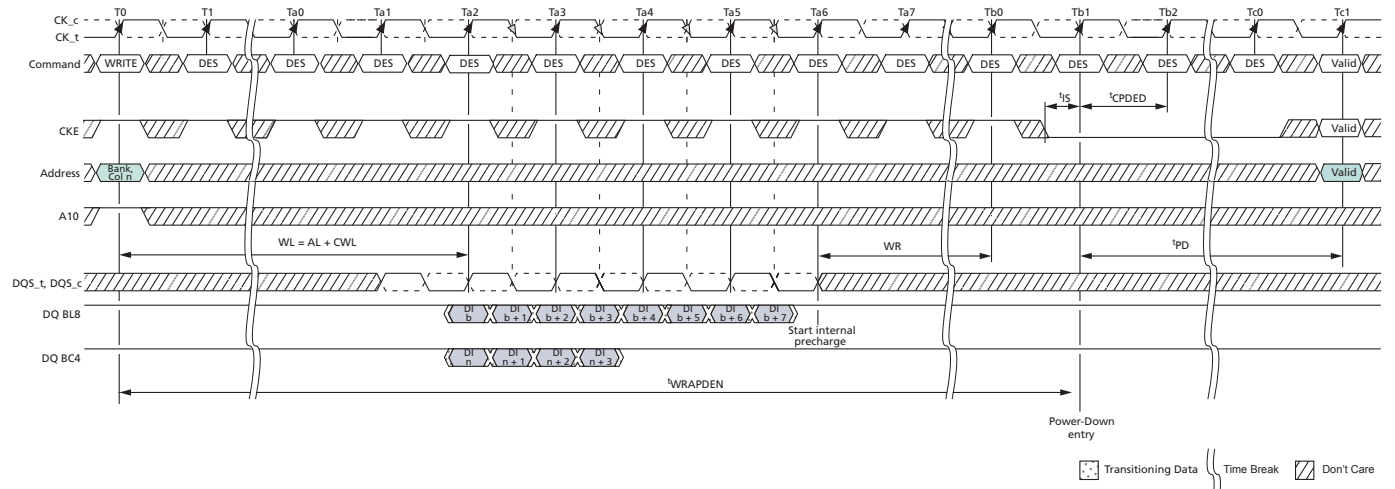 T0 T1 Ta0 Ta1 Ta2 Ta3 Ta4 Ta5 Ta6 Ta7 Tb0 Tb1 Tb2 Tc0 Tc1
CK_c
CK_t
Command WRITE DES DES DES DES DES DES DES DES DES DES DES DES DES Valid
tIS tCPDED
CKE Valid
Address Bank, Valid
Col n
A10
WL = AL + CWL WR tPD
DQS_t, DQS_c
DQ BL8 DI DI DI DI DI DI DI DI
b b + 1 b + 2 b + 3 b + 4 b + 5 b + 6 b + 7
Start internal
precharge
DQ BC4 DI DI DI DI
n n + 1 n + 2 n + 3
tWRAPDEN
Power-Down
entry
Transitioning Data Time Break Don't Care